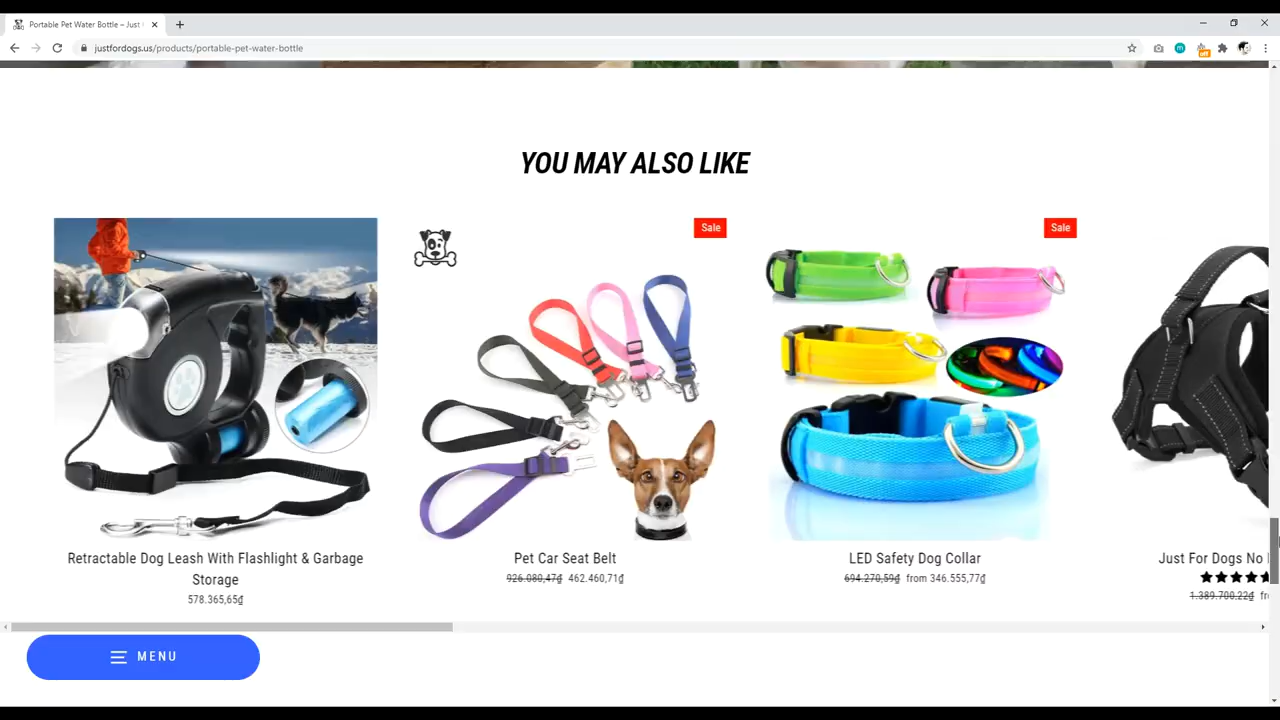 Portable Pet Water Bottle – Just
justfordogs.us/products/portable-pet-water-bottle
off
YOU MAY ALSO LIKE
Sale
Sale
Retractable Dog Leash With Flashlight & Garbage
Storage
578.365,65₫
Pet Car Seat Belt
926.080,47₫ 462.460,71₫
LED Safety Dog Collar
694.270,59₫ from 346.555,77₫
Just For Dogs No
1.389.700,22₫
MENU